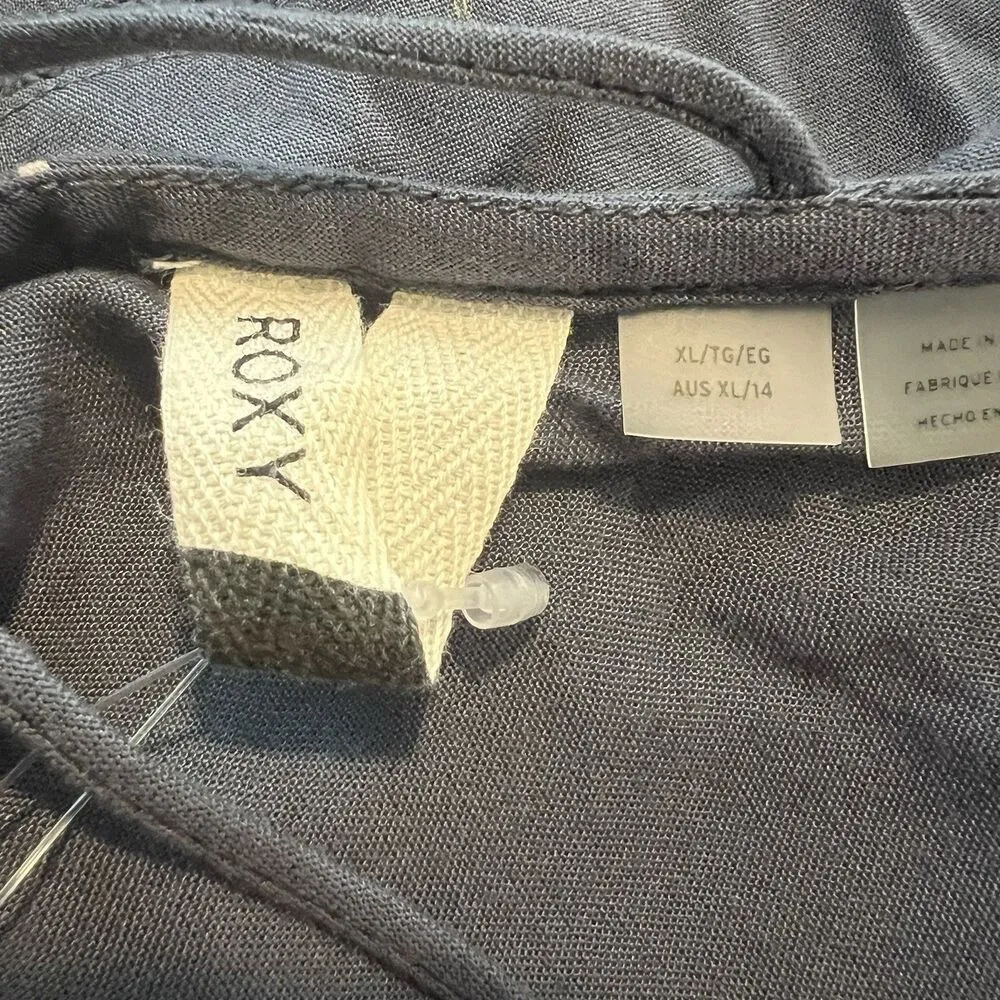 ROXY
XL/TG/EG
AUS XL/14
MADE IN
FABRIQUE
HECHO EN